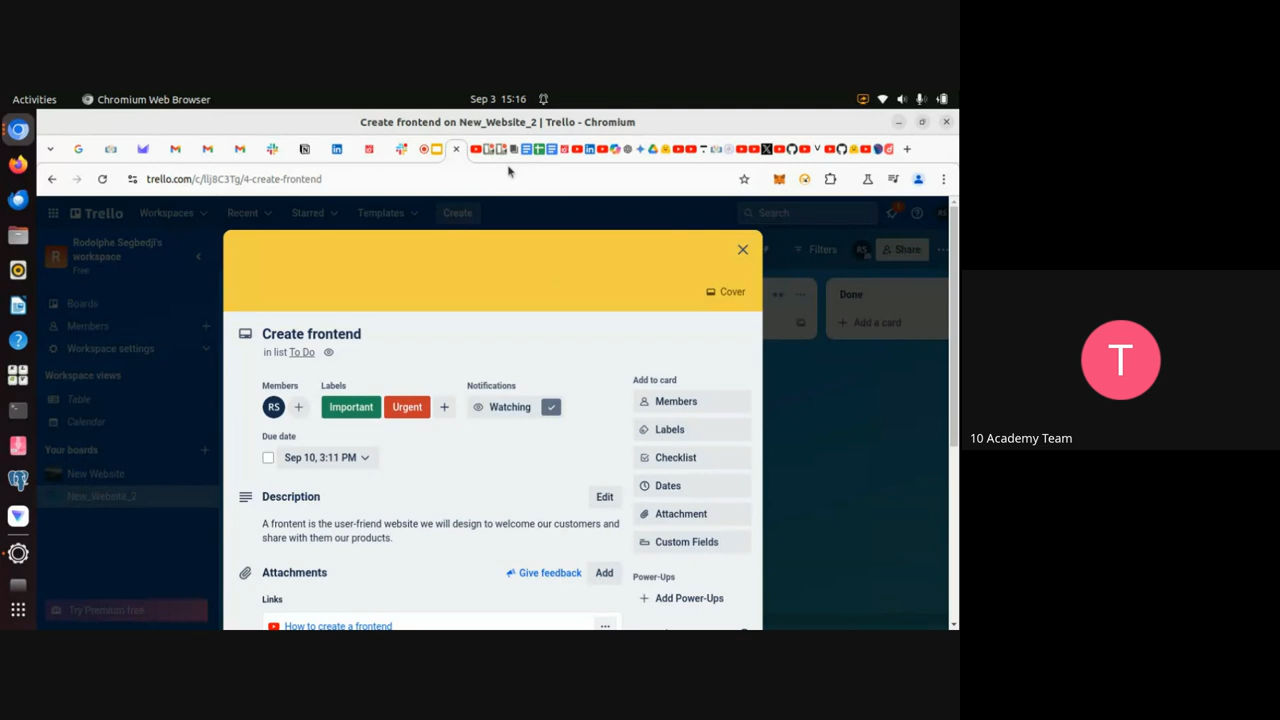 Activities
Chromium Web Browser
Sep 3 15:16
Create frontend on New_Website_2 | Trello - Chromium
trello.com/c/lij8C3Tg/4-create-frontend
Trello
Workspaces
Recent
Starred
Templates
Create
Search
RS
R
Rodolphe Segbedji's
workspace
Free
Boards
Members
Workspace settings
Workspace views
Table
Calendar
Your boards
New Website
New_Website_2
Try Premium free
Filters
RS
Share
Done
Add a card
Cover
Create frontend
in list To Do
Members
Labels
Notifications
RS
Important
Urgent
Watching
Due date
Sep 10, 3:11 PM
Description
Edit
A frontent is the user-friend website we will design to welcome our customers and
share with them our products.
Attachments
Give feedback
Add
Links
How to create a frontend
Add to card
Members
Labels
Checklist
Dates
Attachment
Custom Fields
Power-Ups
Add Power-Ups
T
10 Academy Team